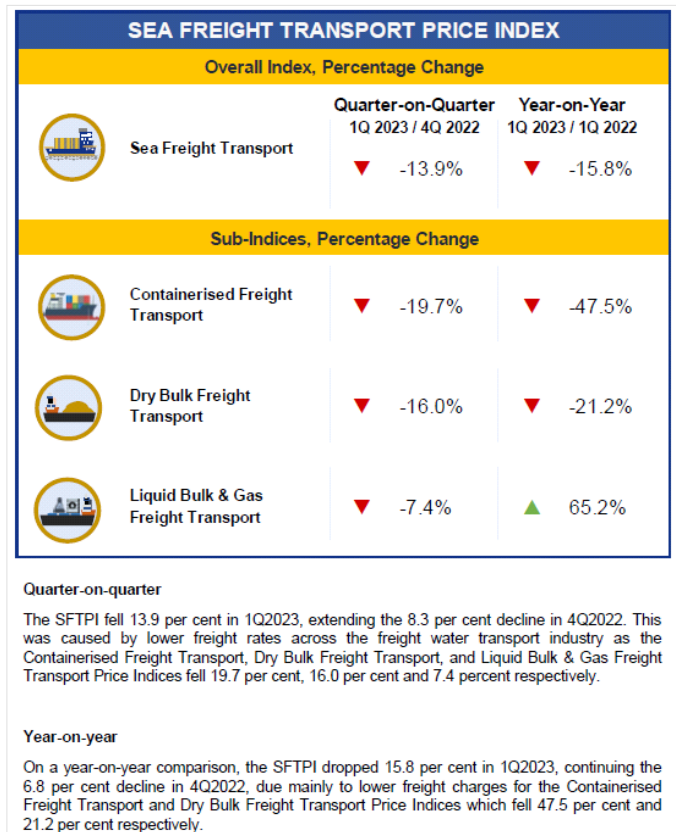 SEA FREIGHT TRANSPORT PRICE INDEX
Overall Index, Percentage Change
Quarter-on-Quarter Year-on-Year
1Q 2023 / 4Q 2022 1Q 2023 / 1Q 2022
Sea Freight Transport
▼ -13.9% ▼ -15.8%
Sub-Indices, Percentage Change
Containerised Freight
Transport
▼ -19.7% ▼ -47.5%
Dry Bulk Freight
Transport
▼ -16.0% ▼ -21.2%
Liquid Bulk & Gas
Freight Transport
▼ -7.4% ▲ 65.2%
Quarter-on-quarter
The SFTPI fell 13.9 per cent in 1Q2023, extending the 8.3 per cent decline in 4Q2022. This
was caused by lower freight rates across the freight water transport industry as the
Containerised Freight Transport, Dry Bulk Freight Transport, and Liquid Bulk & Gas Freight
Transport Price Indices fell 19.7 per cent, 16.0 per cent and 7.4 percent respectively.
Year-on-year
On a year-on-year comparison, the SFTPI dropped 15.8 per cent in 1Q2023, continuing the
6.8 per cent decline in 4Q2022, due mainly to lower freight charges for the Containerised
Freight Transport and Dry Bulk Freight Transport Price Indices which fell 47.5 per cent and
21.2 per cent respectively.